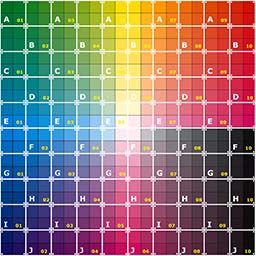 A 01 A 03 A 05 A 07 A 09
B 02 B 04 B 06 B 08 B 10
C 01 C 03 C 05 C 07 C 09
D 02 D 04 D 06 D 08 D 10
E 01 E 03 E 05 E 07 E 09
F 02 F 04 F 06 F 08 F 10
G 01 G 03 G 05 G 07 G 09
H 02 H 04 H 06 H 08 H 10
I 01 I 03 I 05 I 07 I 09
J 02 J 04 J 06 J 08 J 10